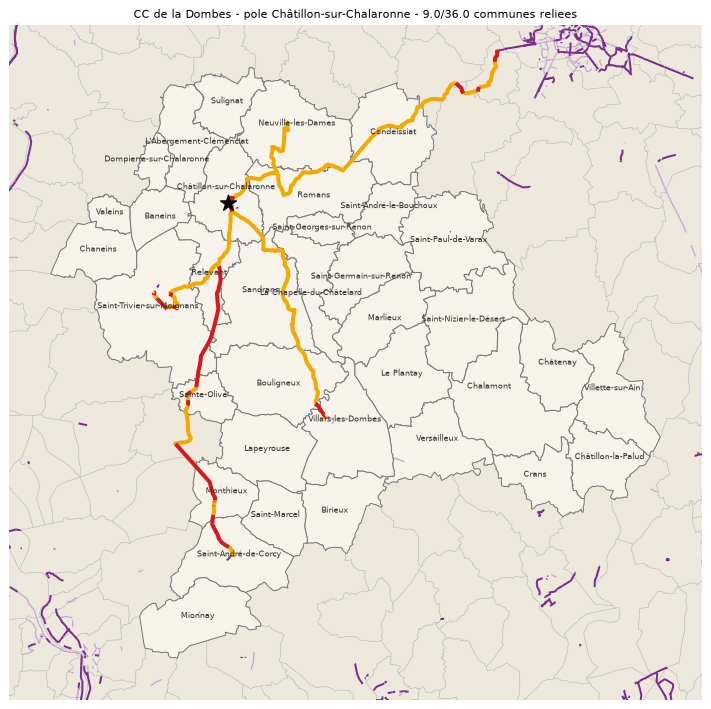 CC de la Dombes - pole Châtillon-sur-Chalaronne - 9.0/36.0 communes reliees
Sulignat
Neuville-les-Dames
Condeissiat
L'Abergement-Clémenciat
Dompierre-sur-Chalaronne
Châtillon-sur-Chalaronne
Romans
Saint-André-le-Bouchoux
Valeins
Baneins
Saint-Georges-sur-Renon
Saint-Paul-de-Varax
Chaneins
Relevant
Saint-Germain-sur-Renon
Sandrans
La Chapelle-du-Châtelard
Saint-Trivier-sur-Moignans
Marlieux
Saint-Nizier-le-Désert
Châtenay
Le Plantay
Bouligneux
Chalamont
Villette-sur-Ain
Sainte-Olive
Villars-les-Dombes
Versailleux
Lapeyrouse
Châtillon-la-Palud
Crans
Monthieux
Birieux
Saint-Marcel
Saint-André-de-Corcy
Mionnay